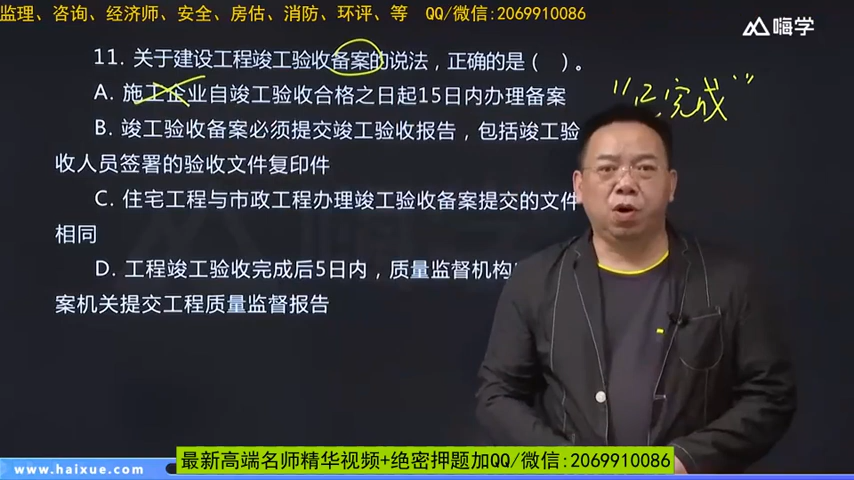 监理、咨询、经济师、安全、房估、消防、环评、等 QQ/微信:2069910086
嗨学
11. 关于建设工程竣工验收备案的说法，正确的是（ ）。
A. 施工企业自竣工验收合格之日起15日内办理备案
B. 竣工验收备案必须提交竣工验收报告，包括竣工验
收人员签署的验收文件复印件
C. 住宅工程与市政工程办理竣工验收备案提交的文件
相同
D. 工程竣工验收完成后5日内，质量监督机构
案机关提交工程质量监督报告
完成
最新高端名师精华视频+绝密押题加QQ/微信:2069910086
www.haixue.com